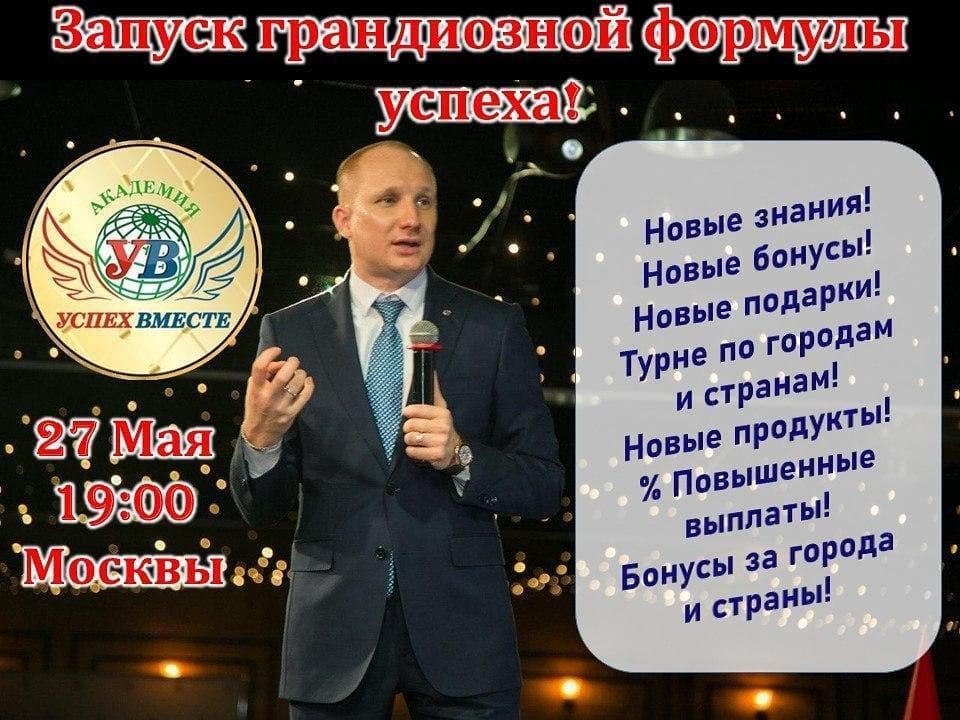 Запуск грандиозной формулы
успеха!
АКАДЕМИЯ
УВ
УСПЕХ ВМЕСТЕ
27 Мая
19:00
Москвы
Новые знания!
Новые бонусы!
Новые подарки!
Турне по городам
и странам!
Новые продукты!
% Повышенные
выплаты!
Бонусы за города
и страны!